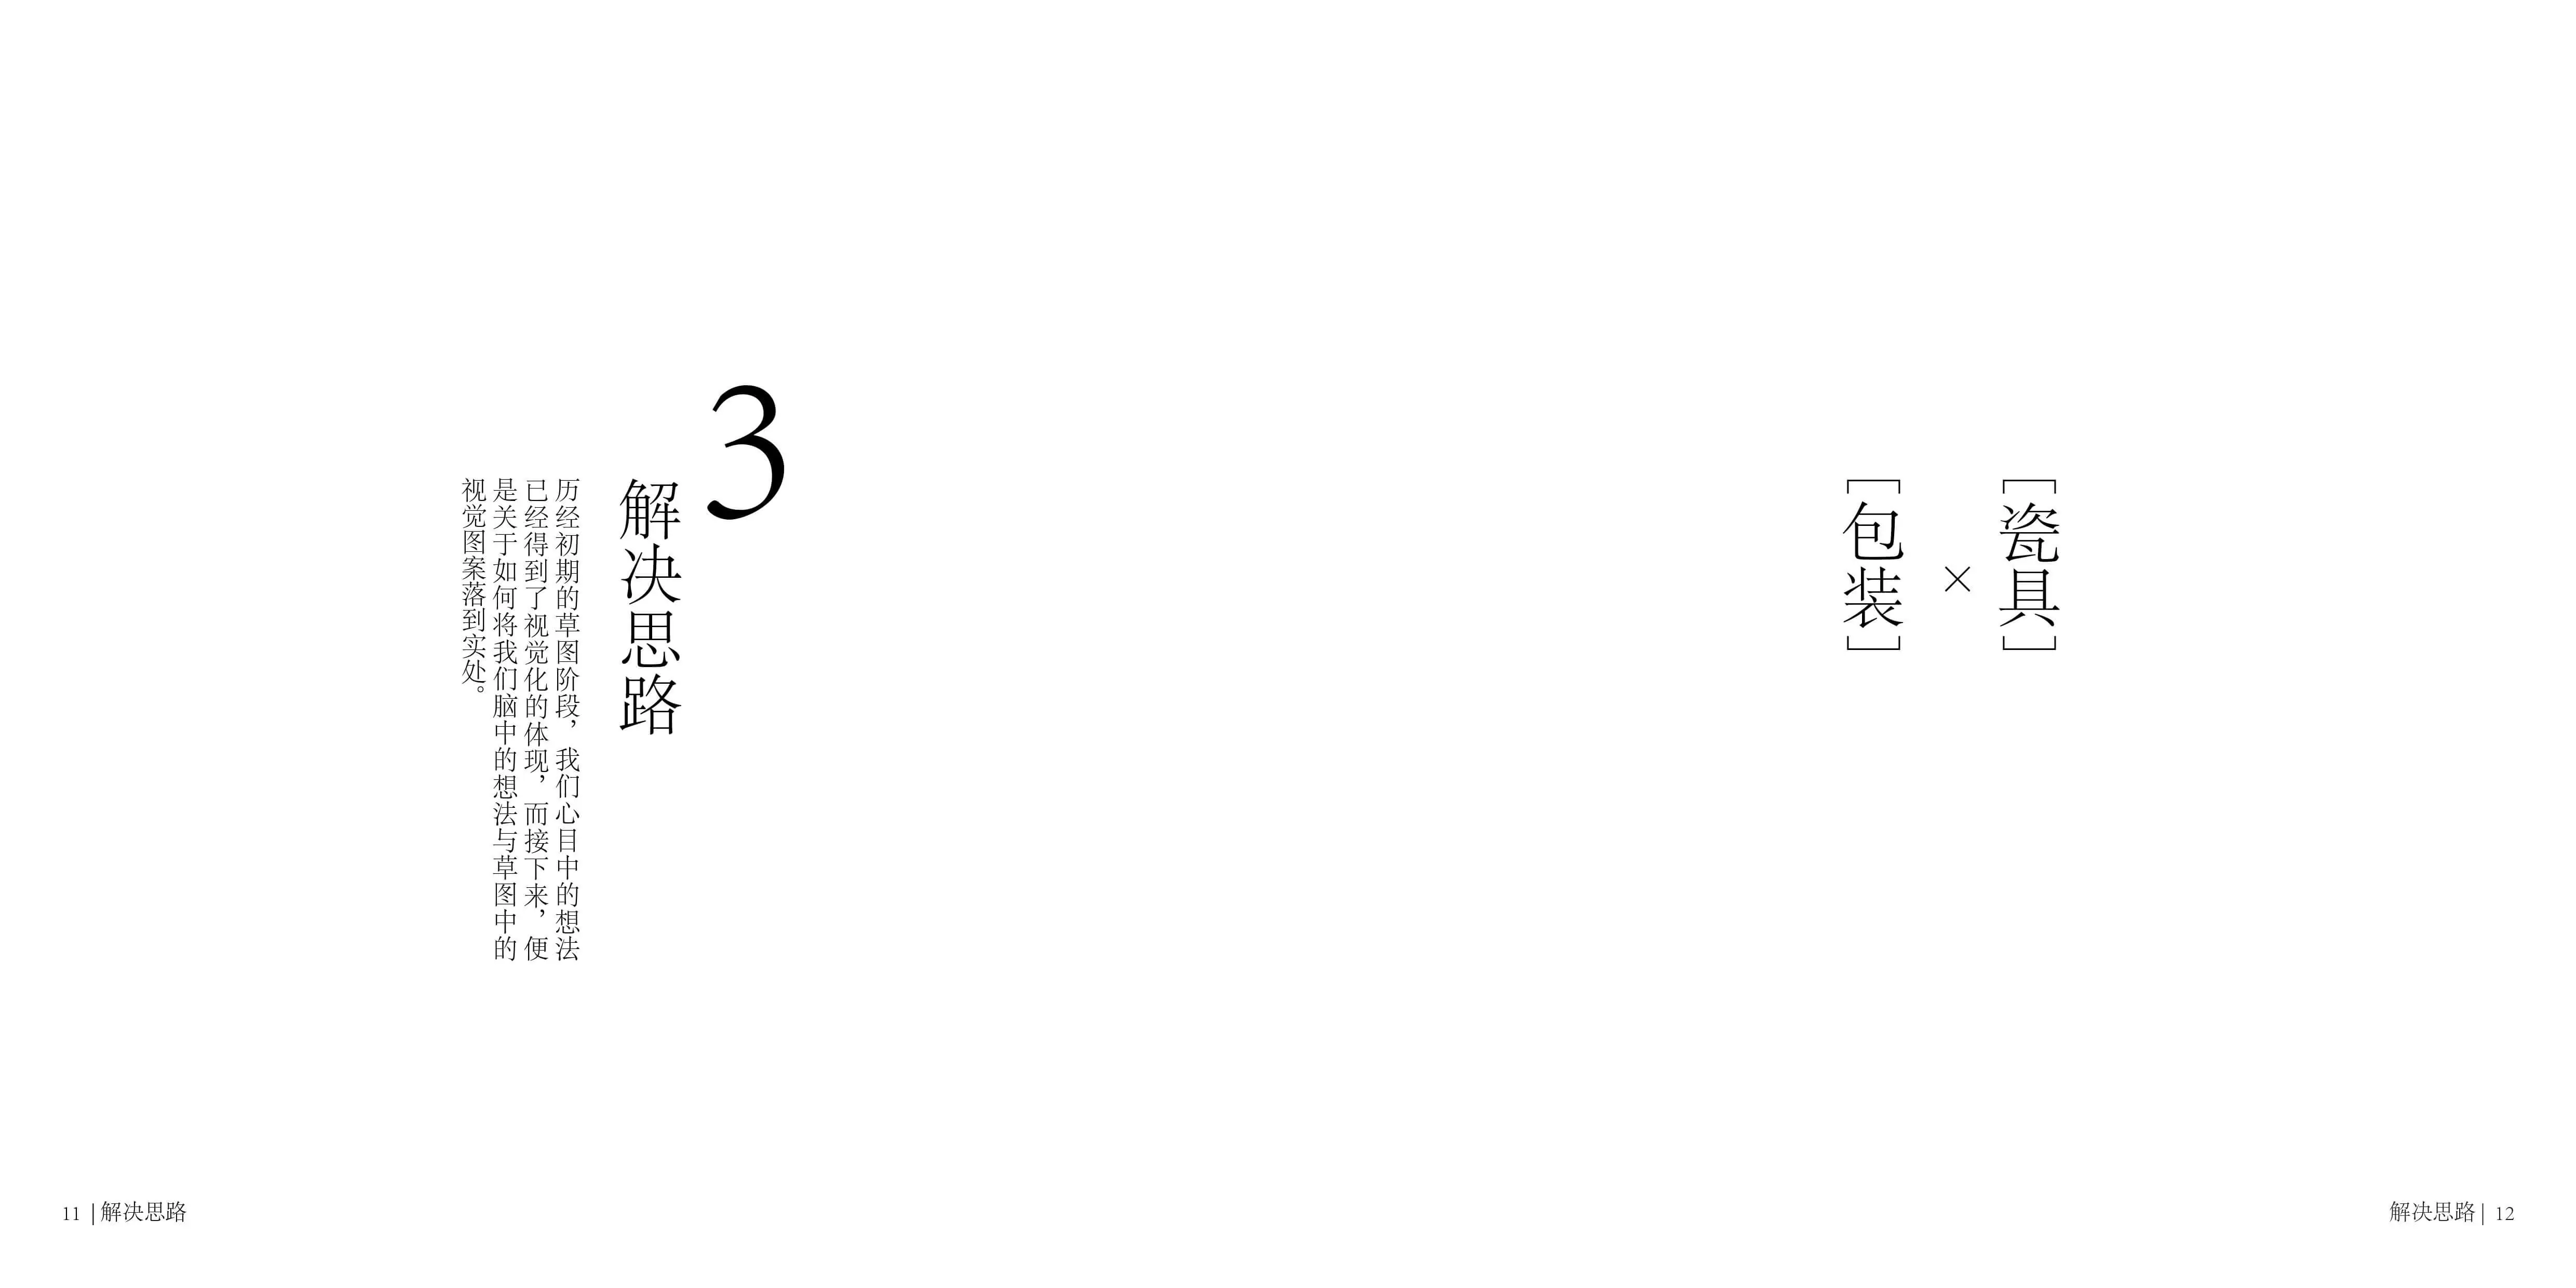 3
解决思路
历经初期的草图阶段，我们心目中的想法
已经得到了视觉化的体现，而接下来，便
是关于如何将我们脑中的想法与草图中的
视觉图案落到实处。
[瓷具]
×
[包装]
11 | 解决思路
解决思路 | 12